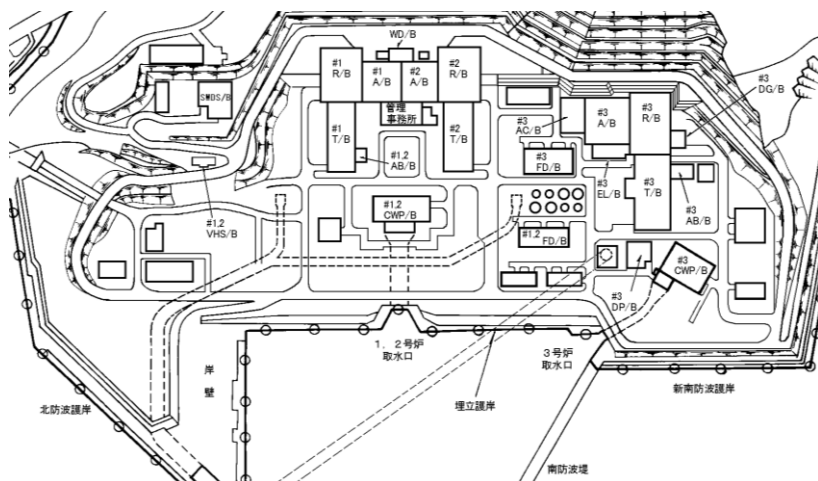 WD/B
#1
R/B
#1
A/B
#2
A/B
#2
R/B
#3
DG/B
SWDS/B
管理
事務所
#3
AC/B
#3
A/B
#3
R/B
#1
T/B
#2
T/B
#1,2
AB/B
#3
FD/B
#3
EL/B
#3
T/B
#3
AB/B
#1,2
VHS/B
#1,2
CWP/B
#1,2 FD/B
#3
CWP/B
#3
DP/B
岸
壁
1．2号炉
取水口
3号炉
取水口
北防波護岸
埋立護岸
新南防波護岸
南防波堤